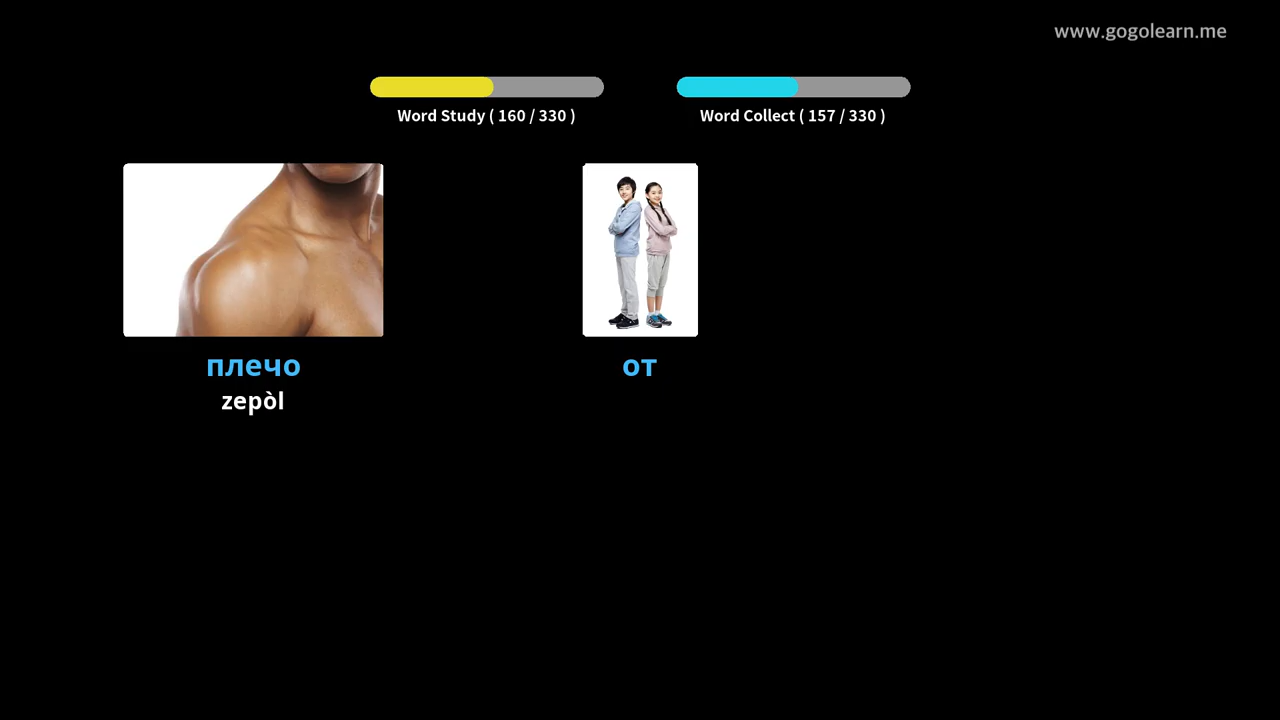 www.gogolearn.me
Word Study ( 160 / 330 )
Word Collect ( 157 / 330 )
плечо
zepòl
от